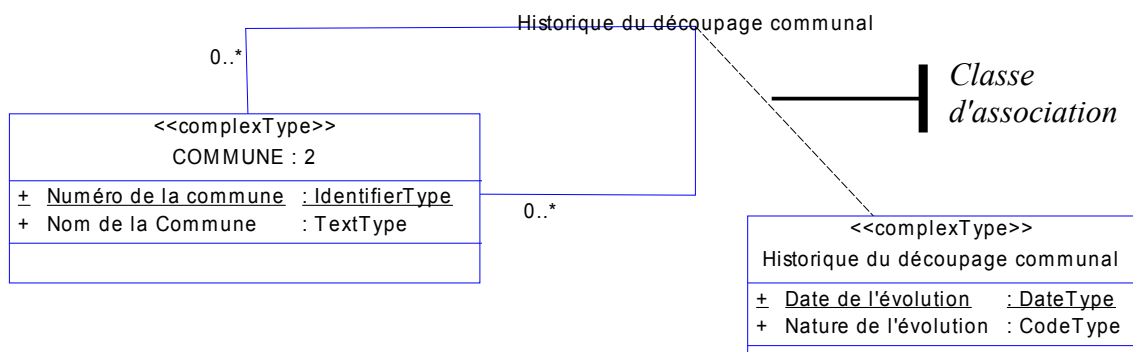 Historique du découpage communal
0..*
Classe
d'association
<<complexType>>
COMMUNE : 2
+ Numéro de la commune : IdentifierType
+ Nom de la Commune : TextType
0..*
<<complexType>>
Historique du découpage communal
+ Date de l'évolution : DateType
+ Nature de l'évolution : CodeType